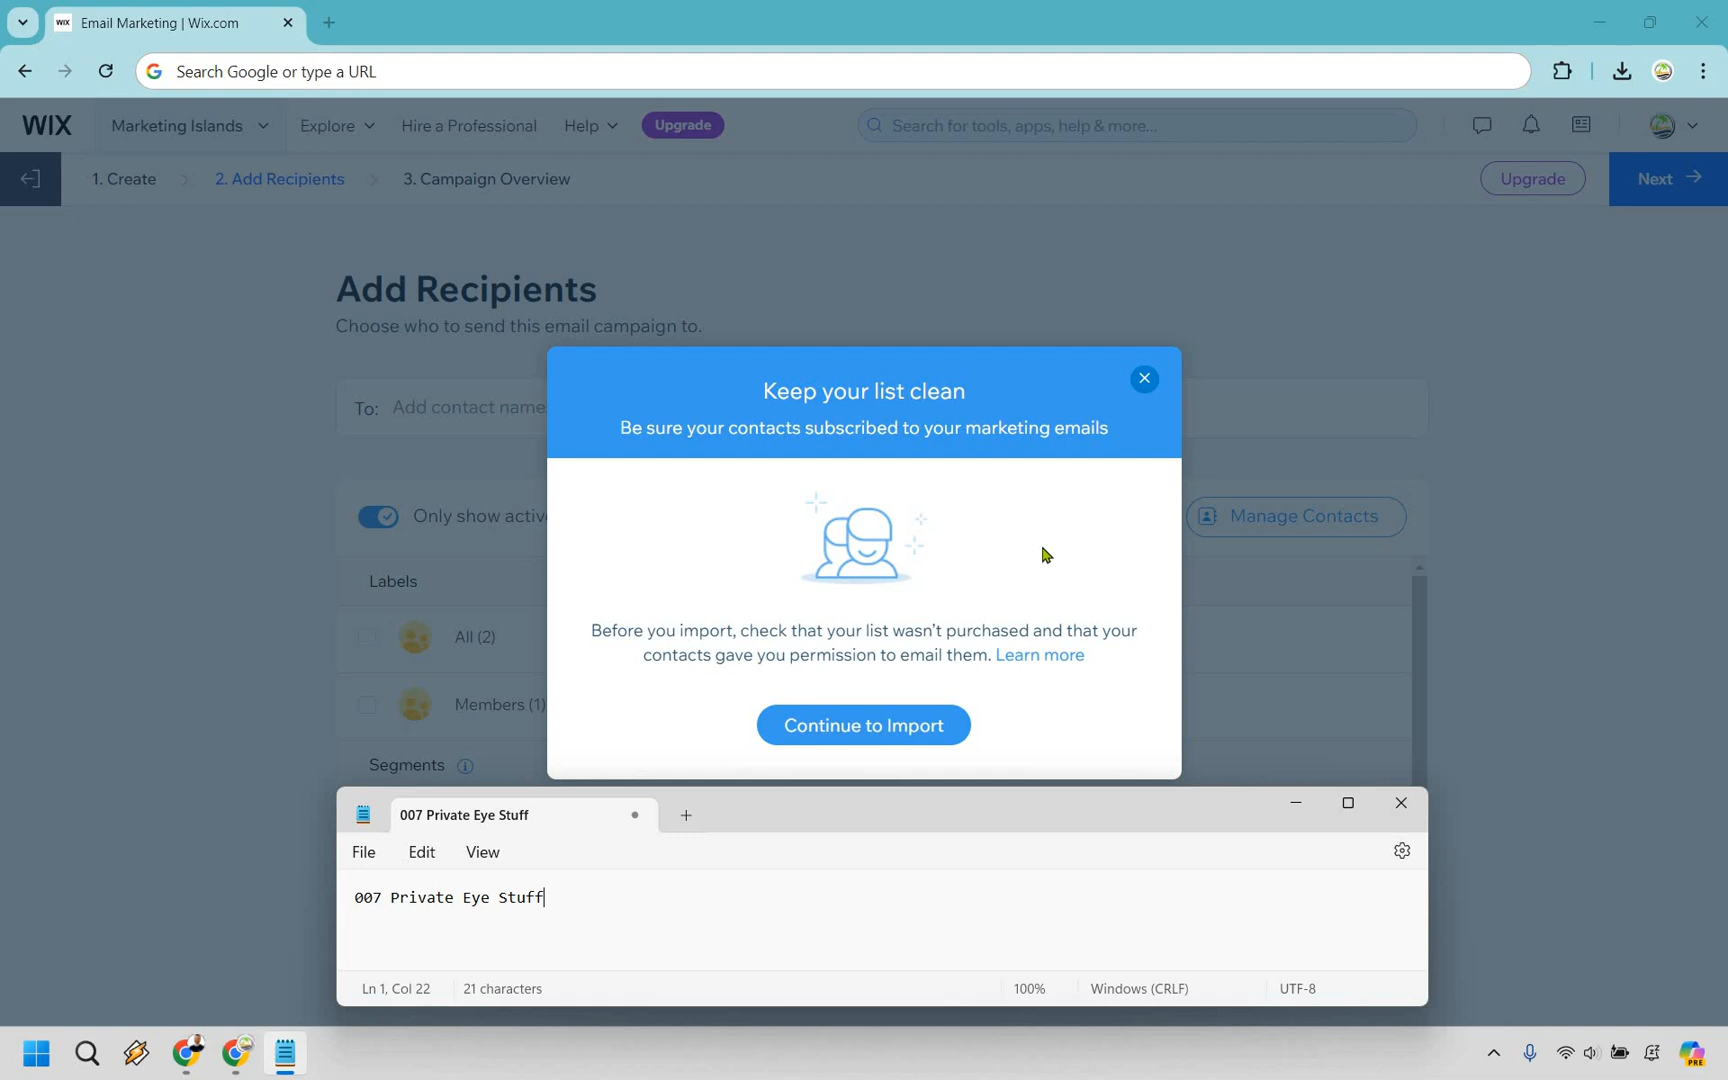 WIX Email Marketing | Wix.com
Search Google or type a URL
WIX Marketing Islands Explore Hire a Professional Help Upgrade Search for tools, apps, help & more...
1. Create 2. Add Recipients 3. Campaign Overview Upgrade Next
Add Recipients
Choose who to send this email campaign to.
Keep your list clean
Be sure your contacts subscribed to your marketing emails
To: Add contact name
Only show activ
Manage Contacts
Labels
All (2)
Members (1)
Segments
Before you import, check that your list wasn't purchased and that your
contacts gave you permission to email them. Learn more
Continue to Import
007 Private Eye Stuff
File Edit View
007 Private Eye Stuff
Ln 1, Col 22 21 characters 100% Windows (CRLF) UTF-8
PRE